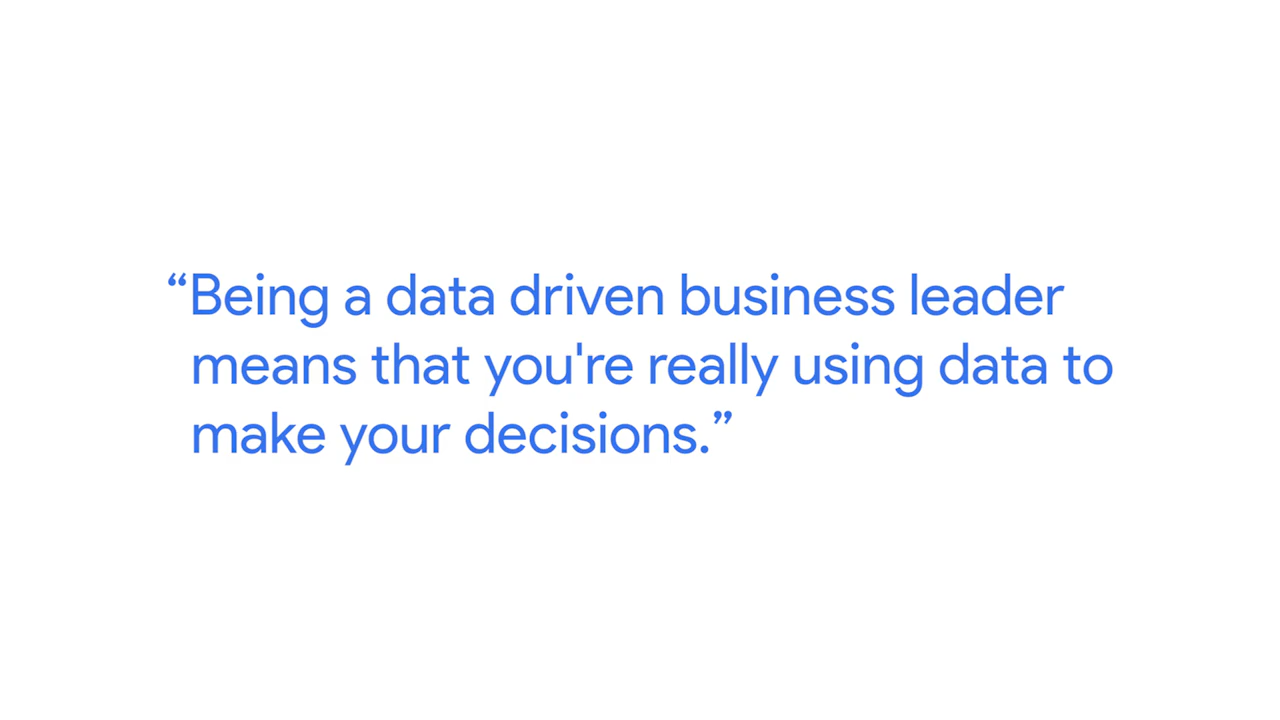 “Being a data driven business leader
means that you're really using data to
make your decisions.”